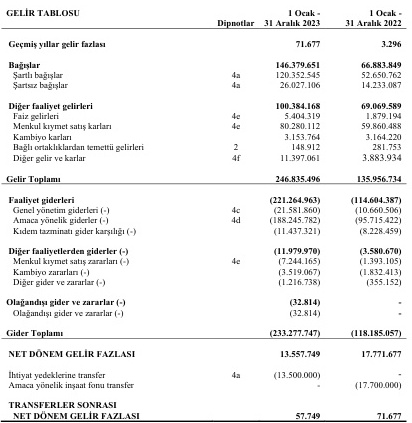 GELİR TABLOSU 1 Ocak - 1 Ocak -
Dipnotlar 31 Aralık 2023 31 Aralık 2022
Geçmiş yıllar gelir fazlası 71.677 3.296
Bağışlar 146.379.651 66.883.849
Şartlı bağışlar 4a 120.352.545 52.650.762
Şartsız bağışlar 4a 26.027.106 14.233.087
Diğer faaliyet gelirleri 100.384.168 69.069.589
Faiz gelirleri 4e 5.404.319 1.879.194
Menkul kıymet satış karları 4e 80.280.112 59.860.488
Kambiyo karları 3.153.764 3.164.220
Bağlı ortaklıklardan temettü gelirleri 2 148.912 281.753
Diğer gelir ve karlar 4f 11.397.061 3.883.934
Gelir Toplamı 246.835.496 135.956.734
Faaliyet giderleri (221.264.963) (114.604.387)
Genel yönetim giderleri (-) 4c (21.581.860) (10.660.506)
Amaca yönelik giderler (-) 4d (188.245.782) (95.715.422)
Kıdem tazminatı gider karşılığı (-) (11.437.321) (8.228.459)
Diğer faaliyetlerden giderler (-) (11.979.970) (3.580.670)
Menkul kıymet satış zararları (-) 4e (7.244.165) (1.393.105)
Kambiyo zararları (-) (3.519.067) (1.832.413)
Diğer gider ve zararlar (-) (1.216.738) (355.152)
Olağandışı gider ve zararlar (-) (32.814) -
Olağandışı gider ve zararlar (-) (32.814) -
Gider Toplamı (233.277.747) (118.185.057)
NET DÖNEM GELİR FAZLASI 13.557.749 17.771.677
İhtiyat yedeklerine transfer 4a (13.500.000) -
Amaca yönelik inşaat fonu transfer - (17.700.000)
TRANSFERLER SONRASI
NET DÖNEM GELİR FAZLASI 57.749 71.677